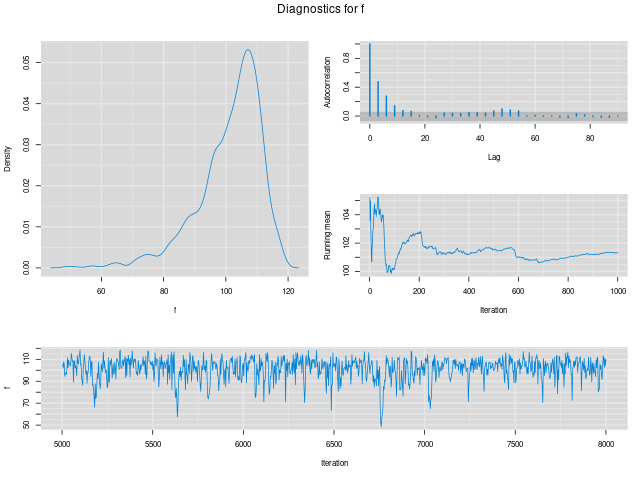 Diagnostics for f
Density
0.00 0.01 0.02 0.03 0.04 0.05
60 80 100 120
f
Autocorrelation
0.0 0.4 0.8
0 20 40 60 80
Lag
Running mean
100 102 104
0 200 400 600 800 1000
Iteration
f
50 70 90 110
5000 5500 6000 6500 7000 7500 8000
Iteration